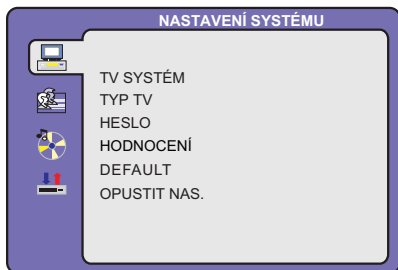 NASTAVENÍ SYSTÉMU
TV SYSTÉM
TYP TV
HESLO
HODNOCENÍ
DEFAULT
OPUSTIT NAS.